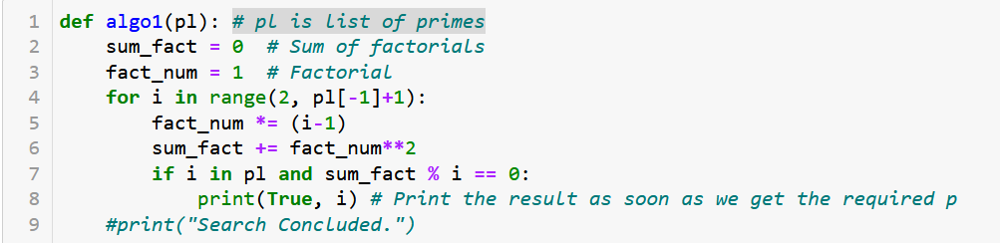 1 def algo1(pl): # pl is list of primes
2     sum_fact = 0  # Sum of factorials
3     fact_num = 1  # Factorial
4     for i in range(2, pl[-1]+1):
5         fact_num *= (i-1)
6         sum_fact += fact_num**2
7         if i in pl and sum_fact % i == 0:
8             print(True, i) # Print the result as soon as we get the required p
9     #print("Search Concluded.")